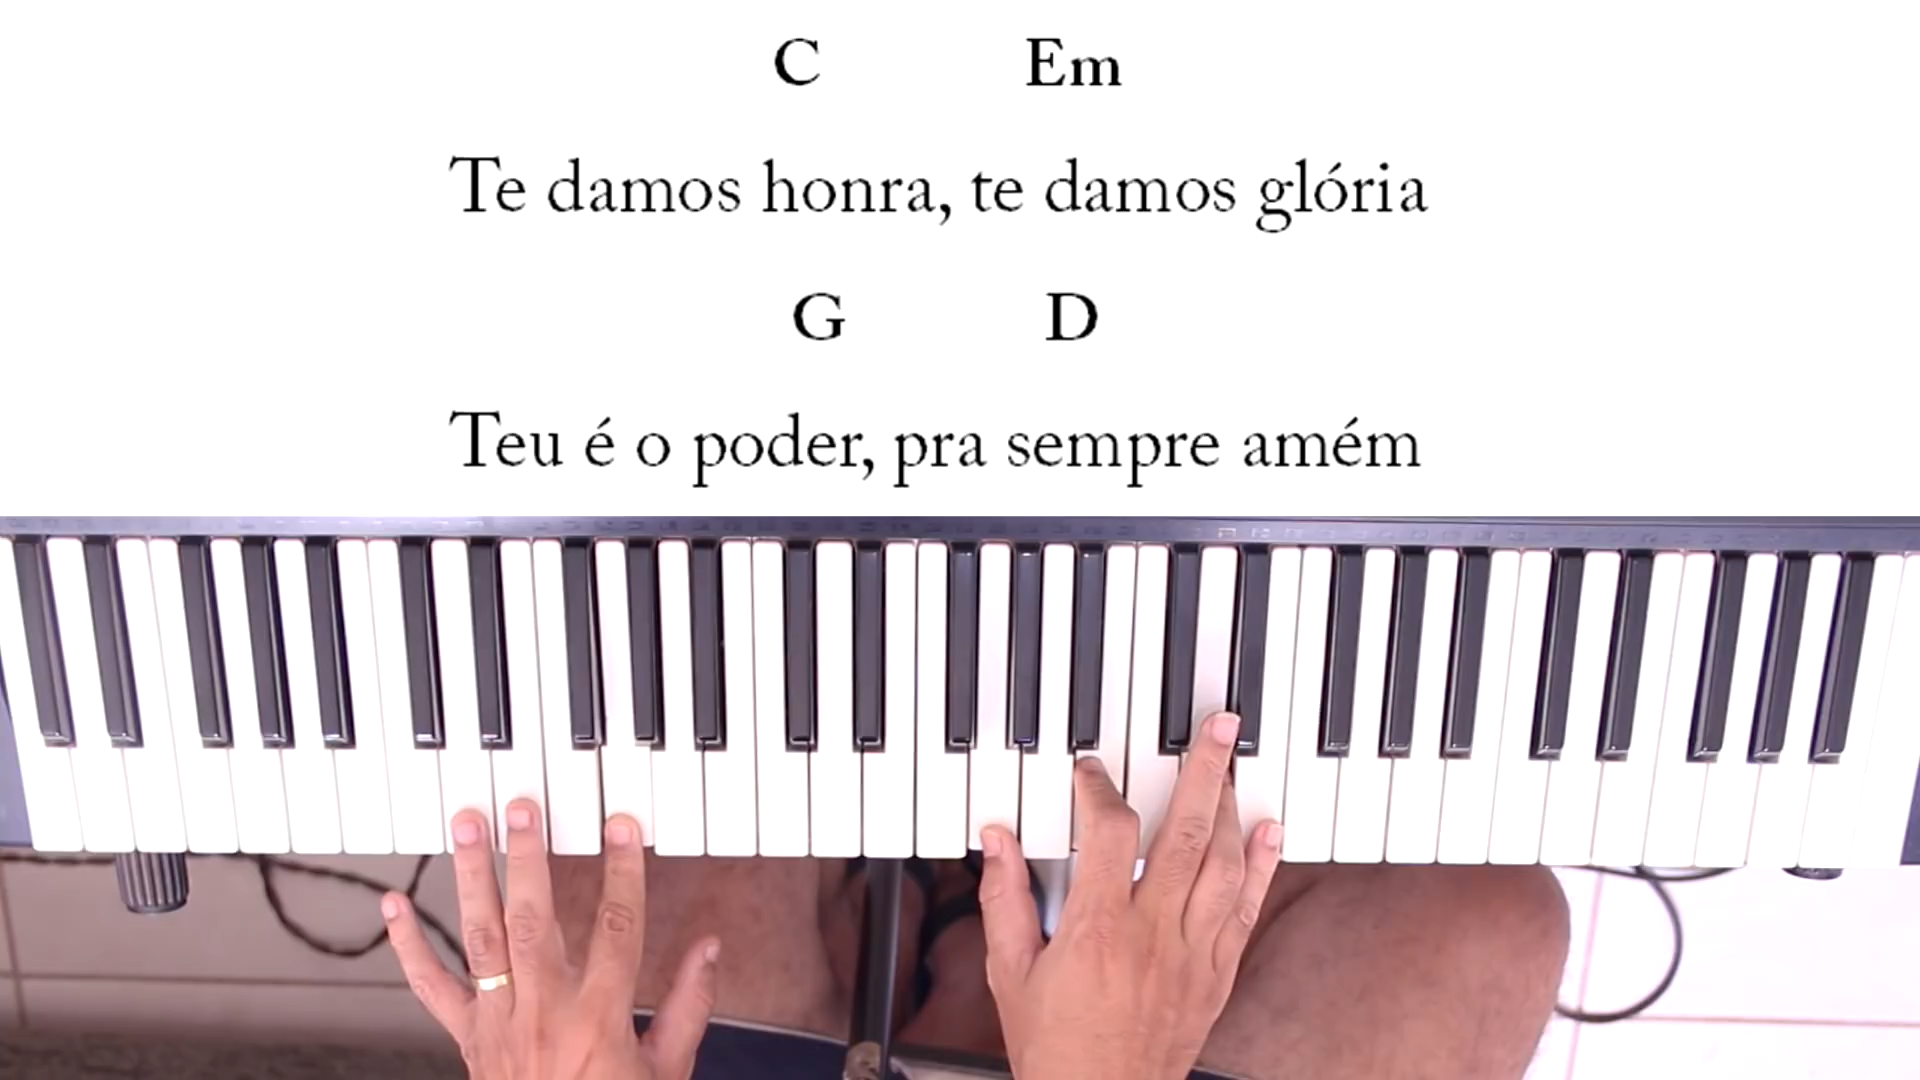 C Em
Te damos honra, te damos glória
G D
Teu é o poder, pra sempre amém